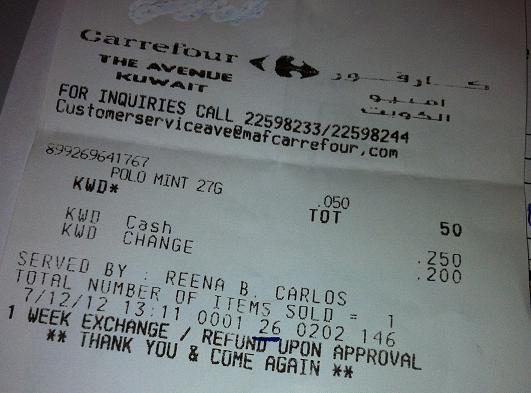 Carrefour كارفور
THE AVENUE افنيو
KUWAIT الكويت
FOR INQUIRIES CALL 22598233/22598244
Customerserviceave@mafcarrefour,com
899269641767
POLO MINT 27G .050
KWD* TOT 50
KWD Cash .250
KWD CHANGE .200
SERVED BY : REENA B. CARLOS
TOTAL NUMBER OF ITEMS SOLD = 1
7/12/12 13:11 0001 26 0202 146
1 WEEK EXCHANGE / REFUND UPON APPROVAL
** THANK YOU & COME AGAIN **